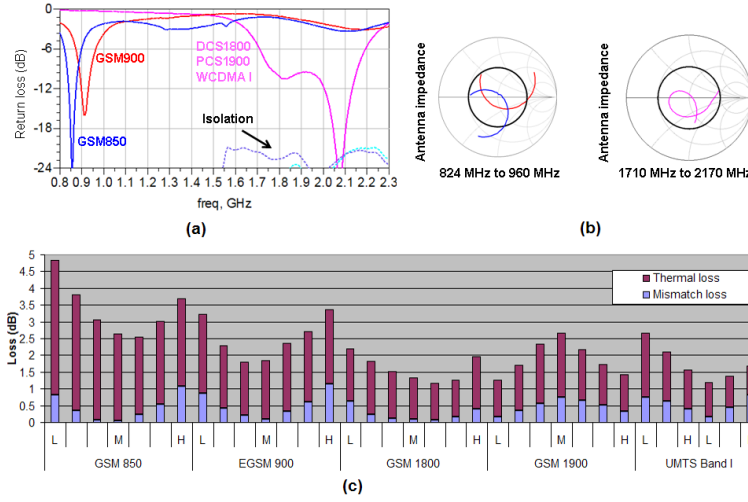 0
-6
-12
-18
-24
Return loss (dB)
GSM900
GSM850
DCS1800
PCS1900
WCDMA I
Isolation
0.8 0.9 1.0 1.1 1.2 1.3 1.4 1.5 1.6 1.7 1.8 1.9 2.0 2.1 2.2 2.3
freq, GHz
(a)
Antenna impedance
824 MHz to 960 MHz
Antenna impedance
1710 MHz to 2170 MHz
(b)
5
4.5
4
3.5
3
2.5
2
1.5
1
0.5
0
Loss (dB)
Thermal loss
Mismatch loss
L M H L M H L M H L M H L H L
GSM 850 EGSM 900 GSM 1800 GSM 1900 UMTS Band I
(c)